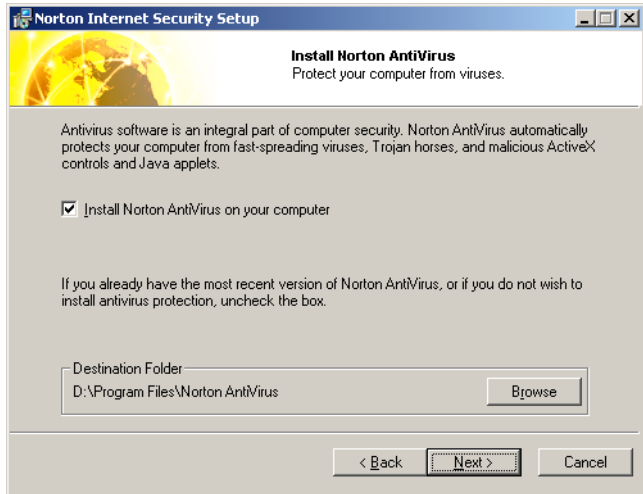 Norton Internet Security Setup
Install Norton AntiVirus
Protect your computer from viruses.
Antivirus software is an integral part of computer security. Norton AntiVirus automatically
protects your computer from fast-spreading viruses, Trojan horses, and malicious ActiveX
controls and Java applets.
Install Norton AntiVirus on your computer
If you already have the most recent version of Norton AntiVirus, or if you do not wish to
install antivirus protection, uncheck the box.
Destination Folder
D:\Program Files\Norton AntiVirus
Browse
< Back
Next >
Cancel